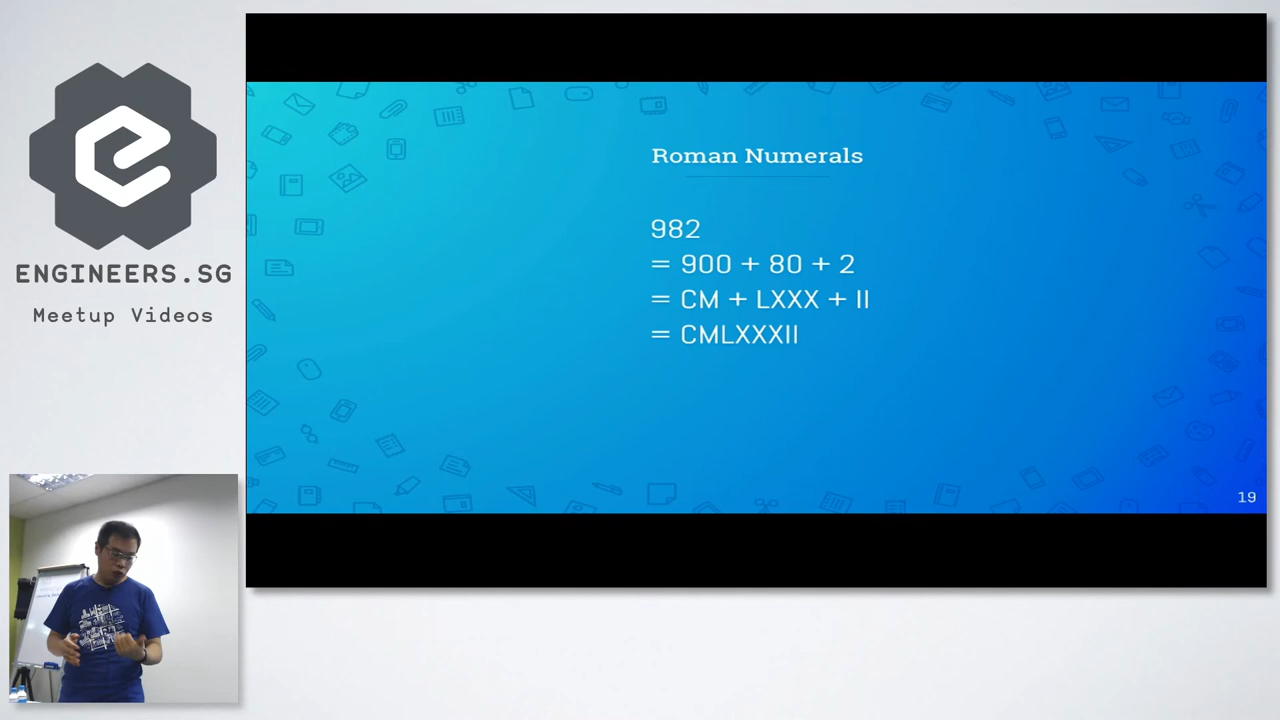 ENGINEERS.SG
Meetup Videos
Roman Numerals
982
= 900 + 80 + 2
= CM + LXXX + II
= CMLXXXII
19